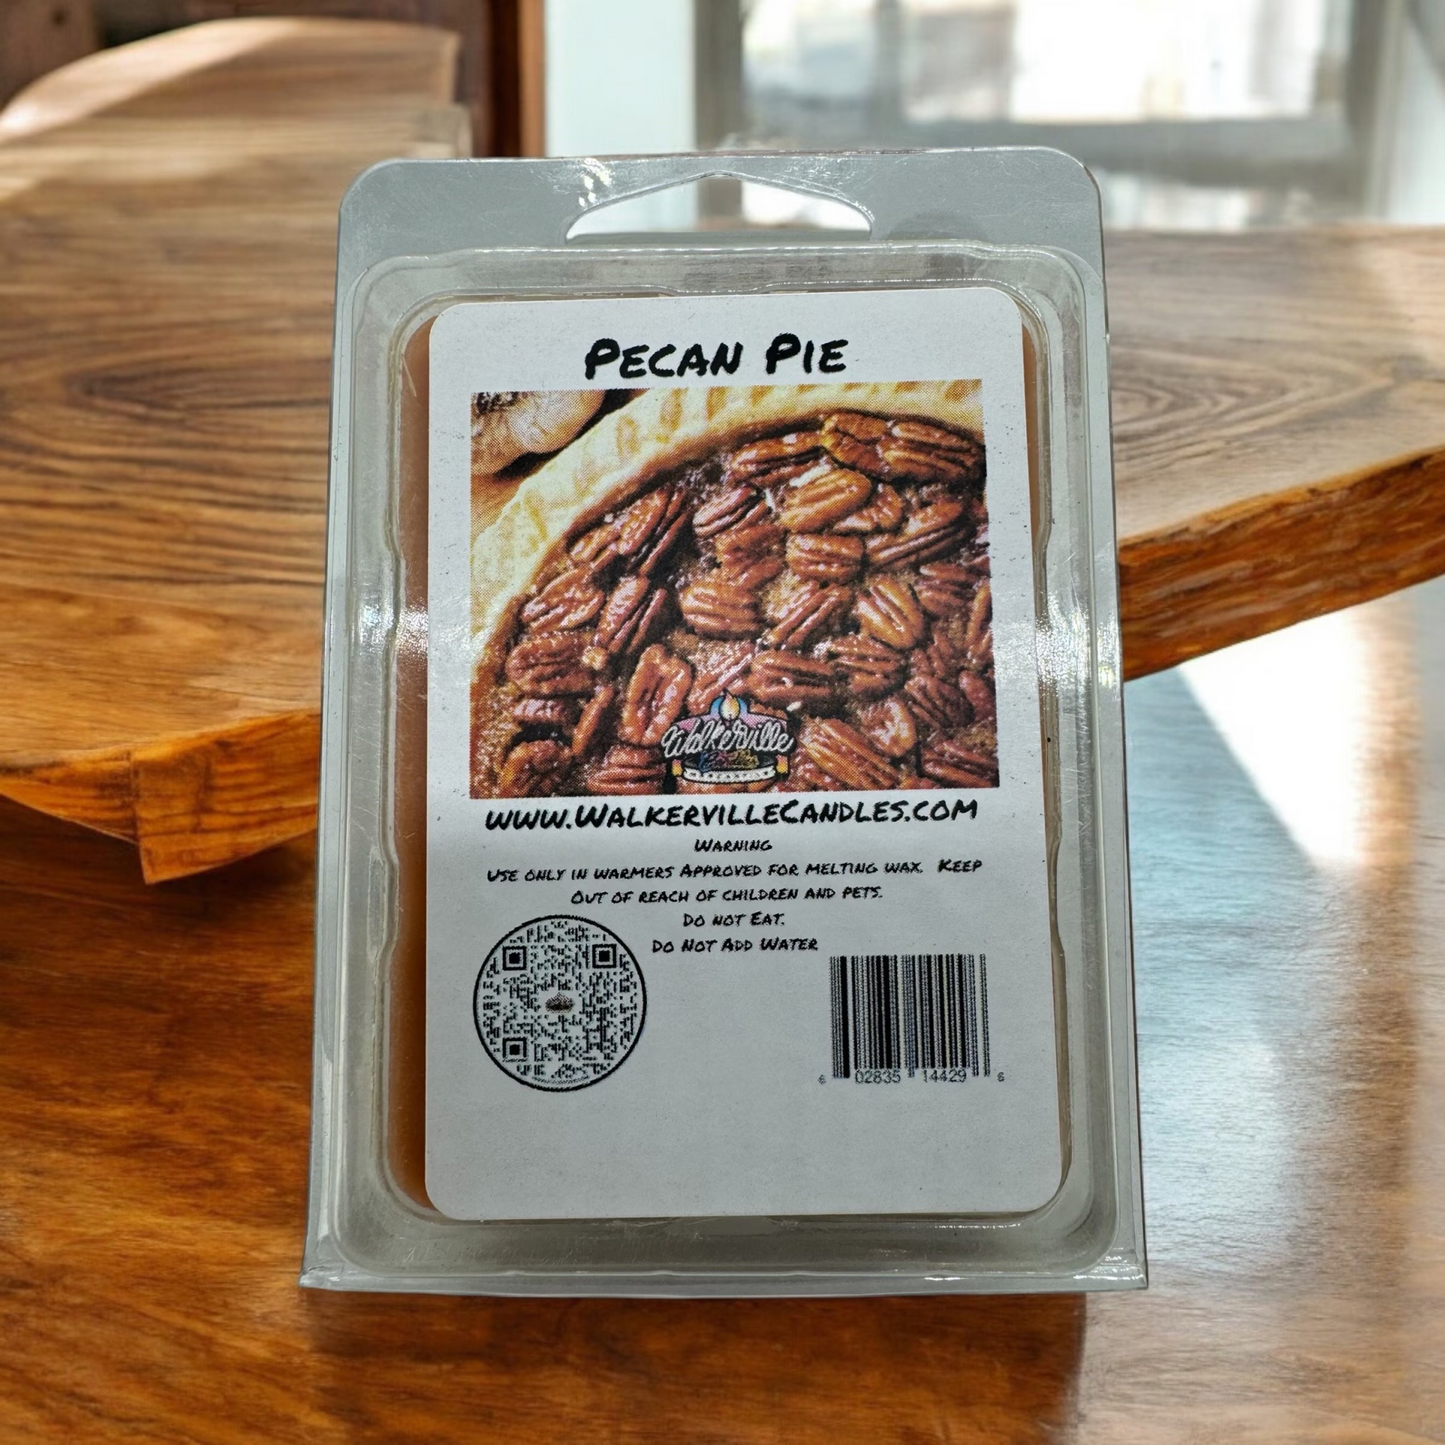 PECAN PIE
Walkerville
Candles
WWW.WALKERVILLECANDLES.COM
WARNING
USE ONLY IN WARMERS APPROVED FOR MELTING WAX. KEEP
OUT OF REACH OF CHILDREN AND PETS.
DO NOT EAT.
DO NOT ADD WATER
6 02835 14429 6